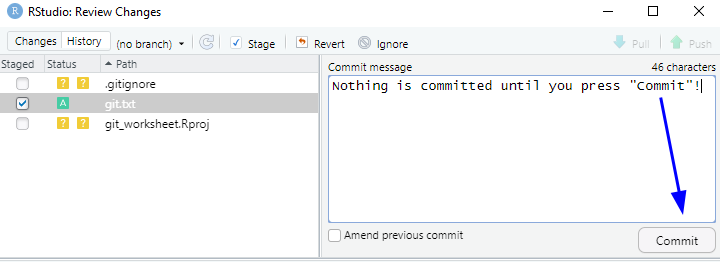 R RStudio: Review Changes
Changes History (no branch) Stage Revert Ignore Pull Push
Staged Status Path Commit message 46 characters
? ? .gitignore
Nothing is committed until you press "Commit"!
A git.txt
? ? git_worksheet.Rproj
Amend previous commit
Commit